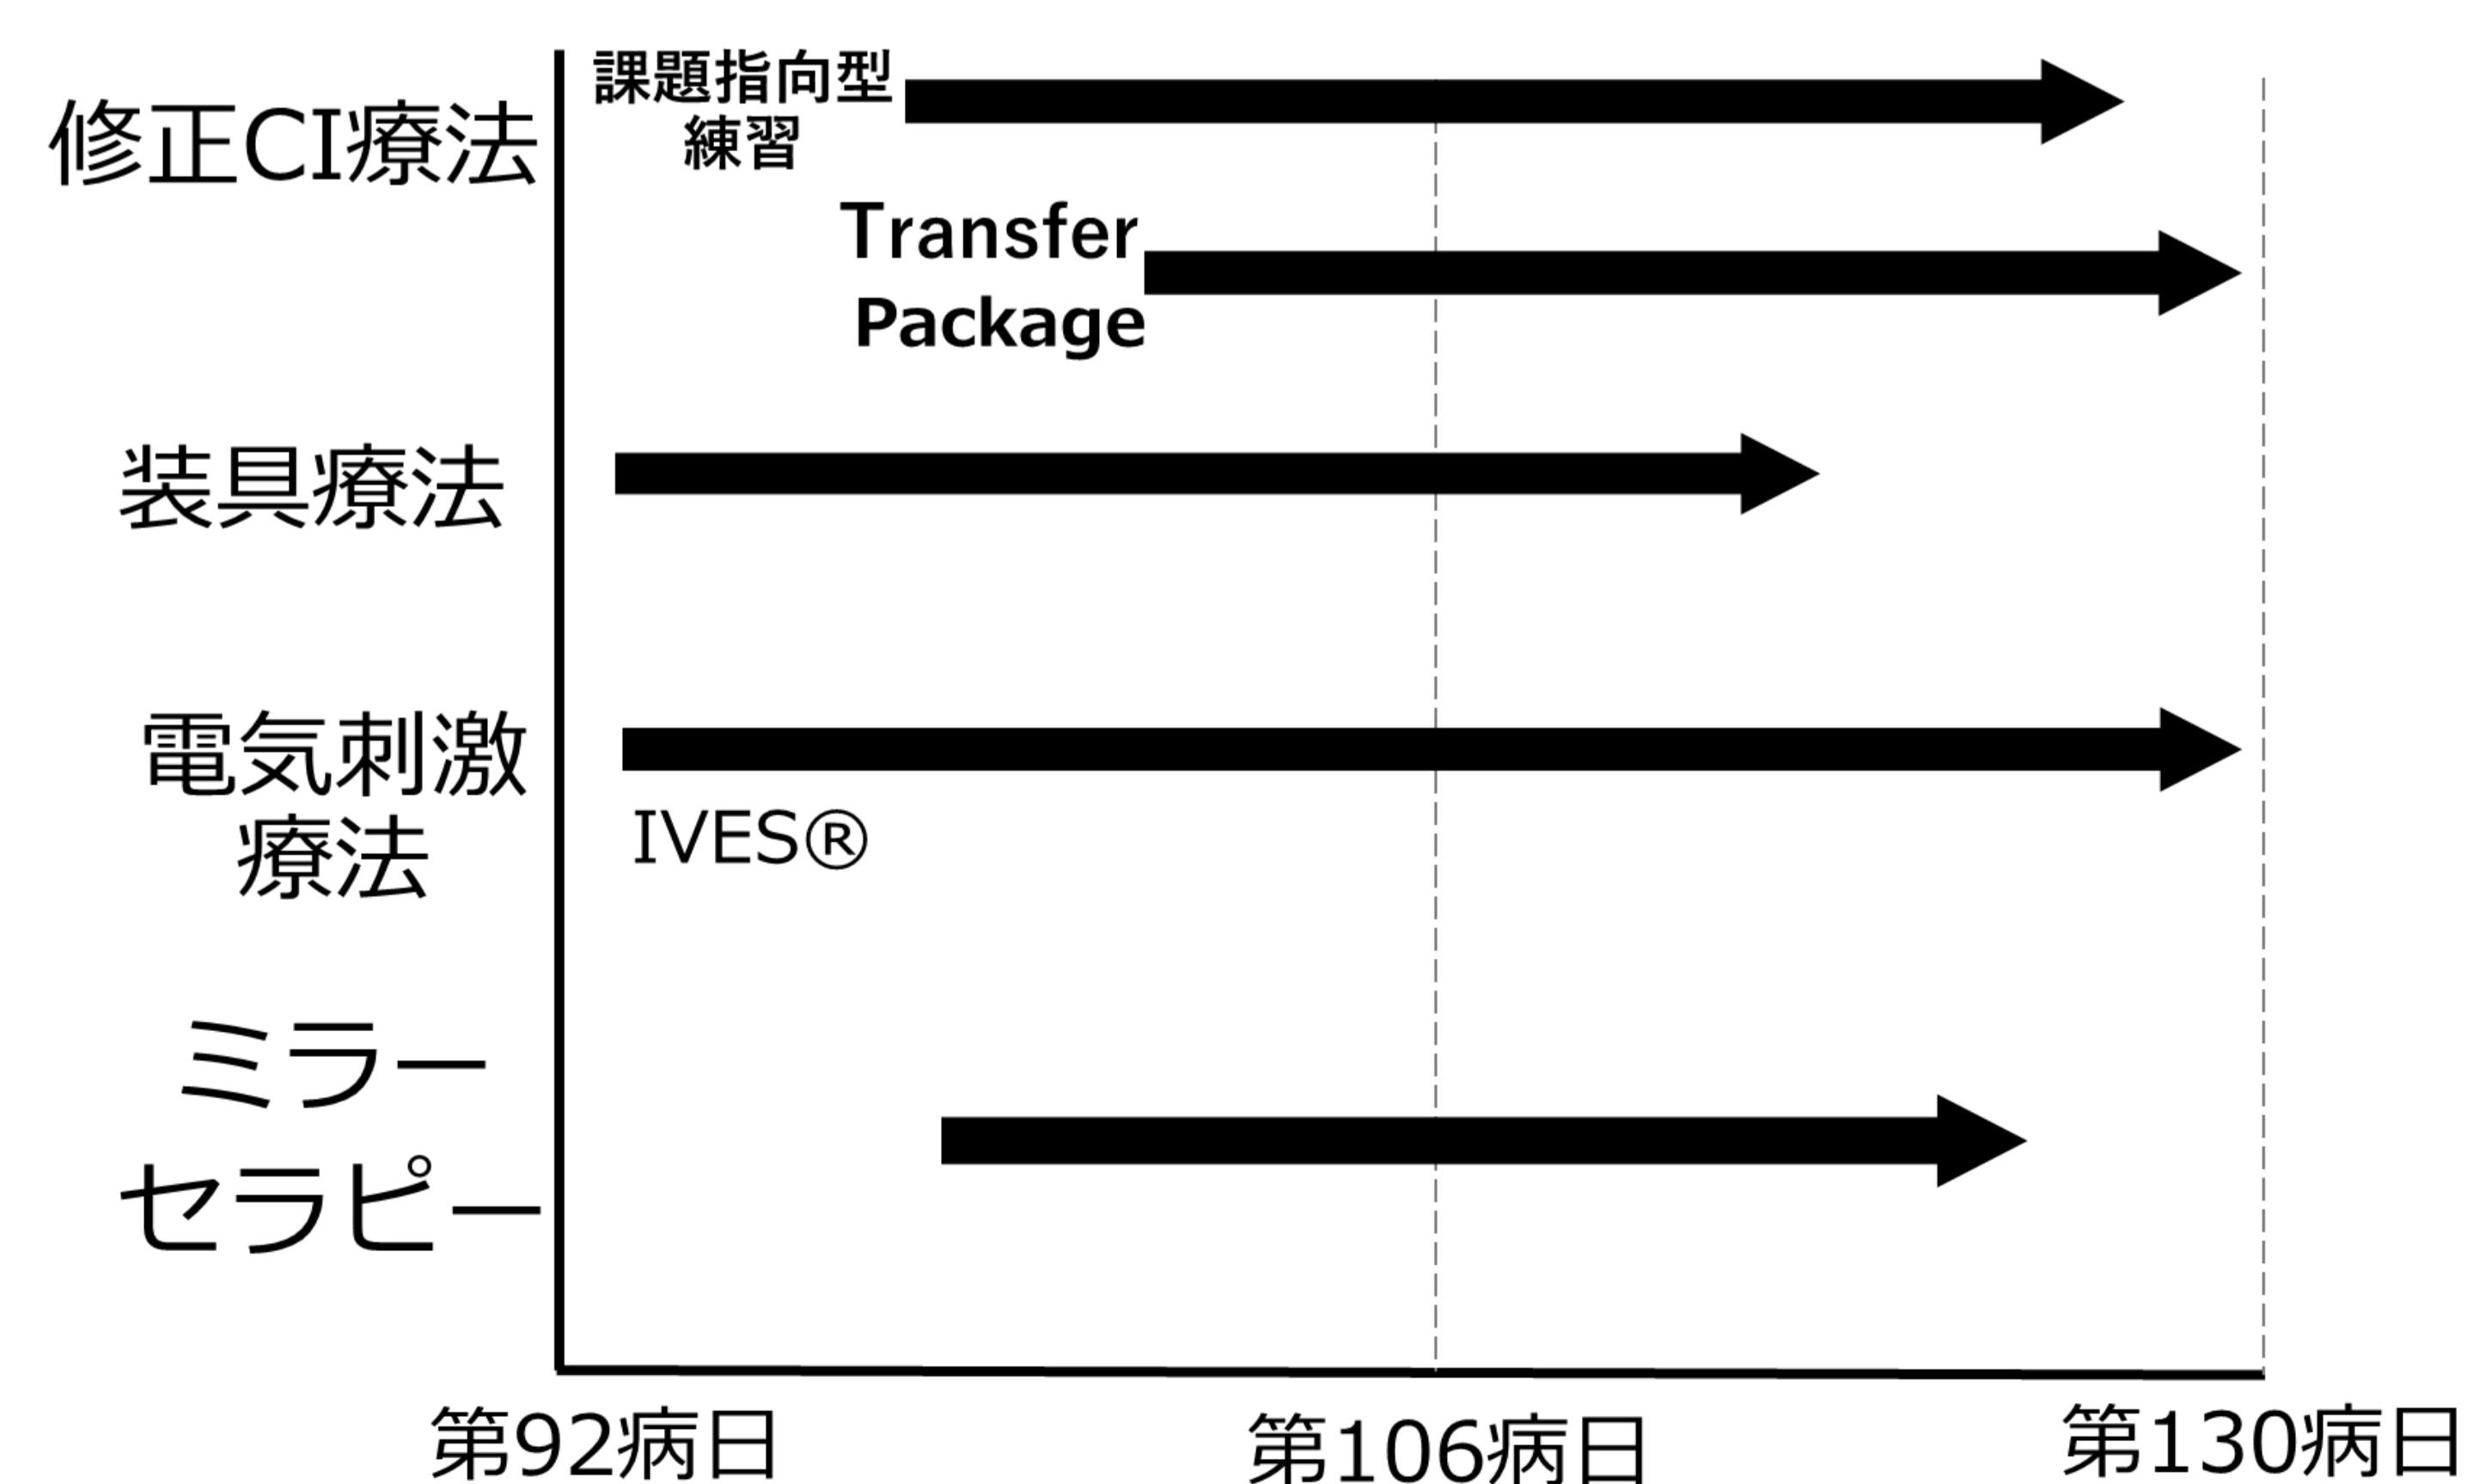 修正CI療法
課題指向型
練習
Transfer
Package
装具療法
電気刺激
療法
IVES®
ミラー
セラピー
第92病日
第106病日
第130病日